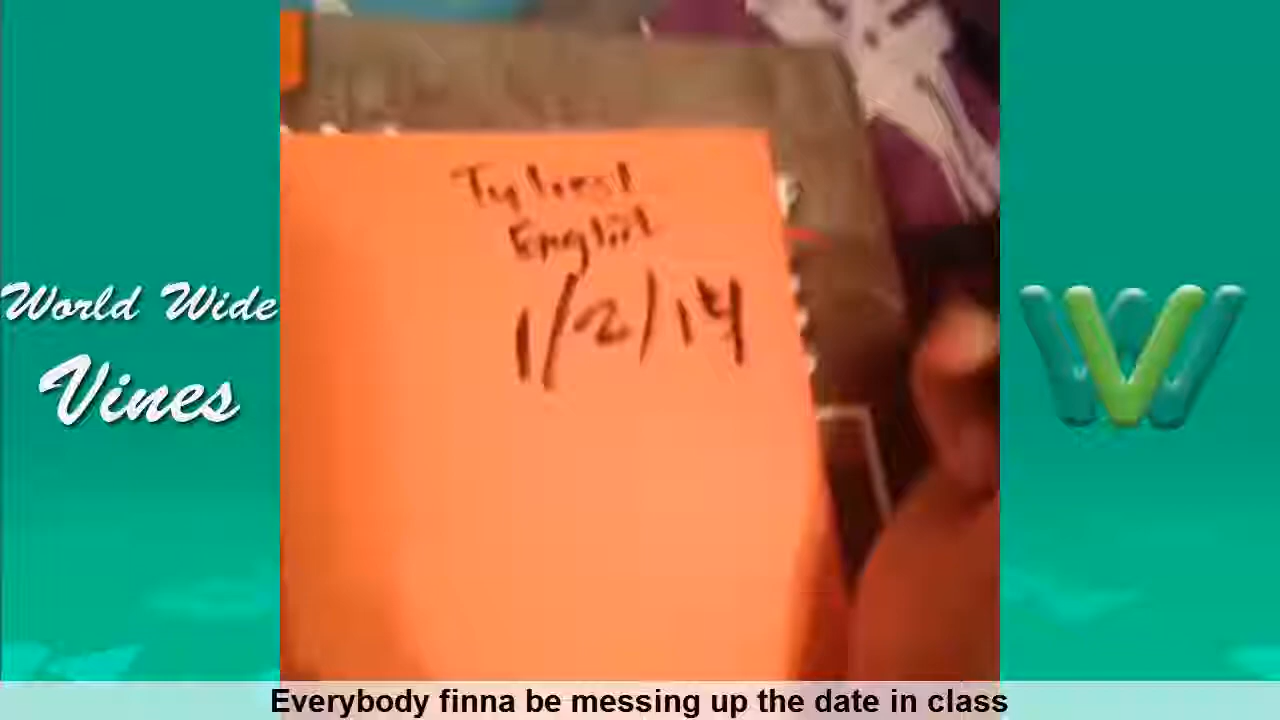 English
1/2/14
World Wide
Vines
W
Everybody finna be messing up the date in class